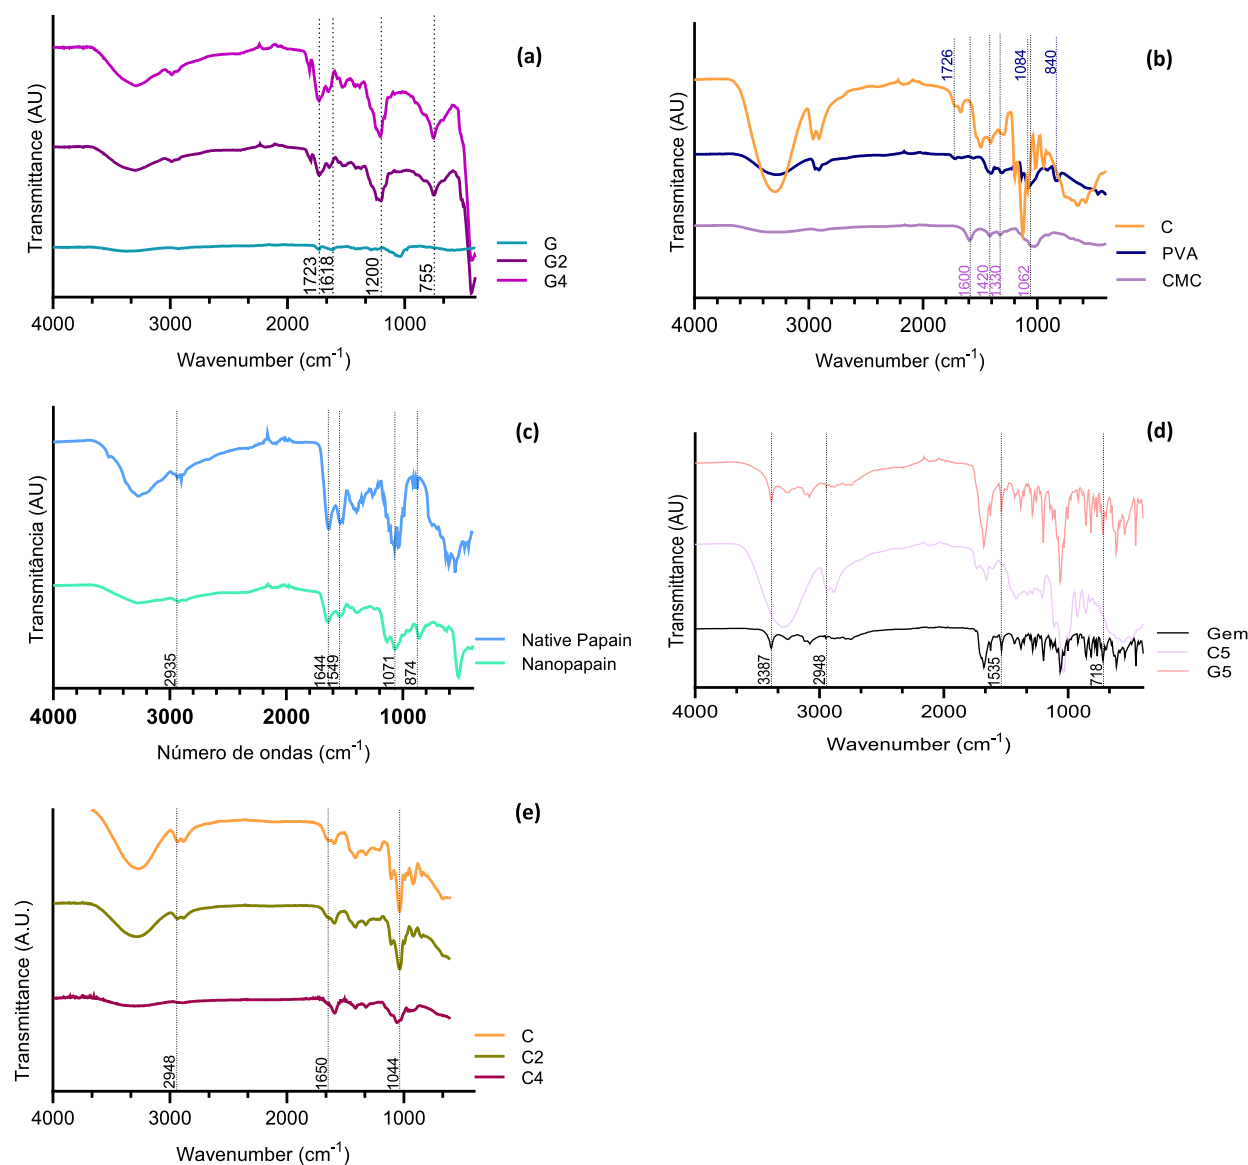 (a)
Transmittance (AU)
1723
1618
1200
755
G
G2
G4
4000 3000 2000 1000
Wavenumber (cm-1)
(b)
Transmitance (AU)
1726
1084
840
1600
1420
1330
1062
C
PVA
CMC
4000 3000 2000 1000
Wavenumber (cm-1)
(c)
Transmitância (AU)
2935
1644
1549
1071
874
Native Papain
Nanopapain
4000 3000 2000 1000
Número de ondas (cm-1)
(d)
Transmittance (AU)
3387
2948
1535
718
Gem
C5
G5
4000 3000 2000 1000
Wavenumber (cm-1)
(e)
Transmittance (A.U.)
2948
1650
1044
C
C2
C4
4000 3000 2000 1000
Wavenumber (cm-1)